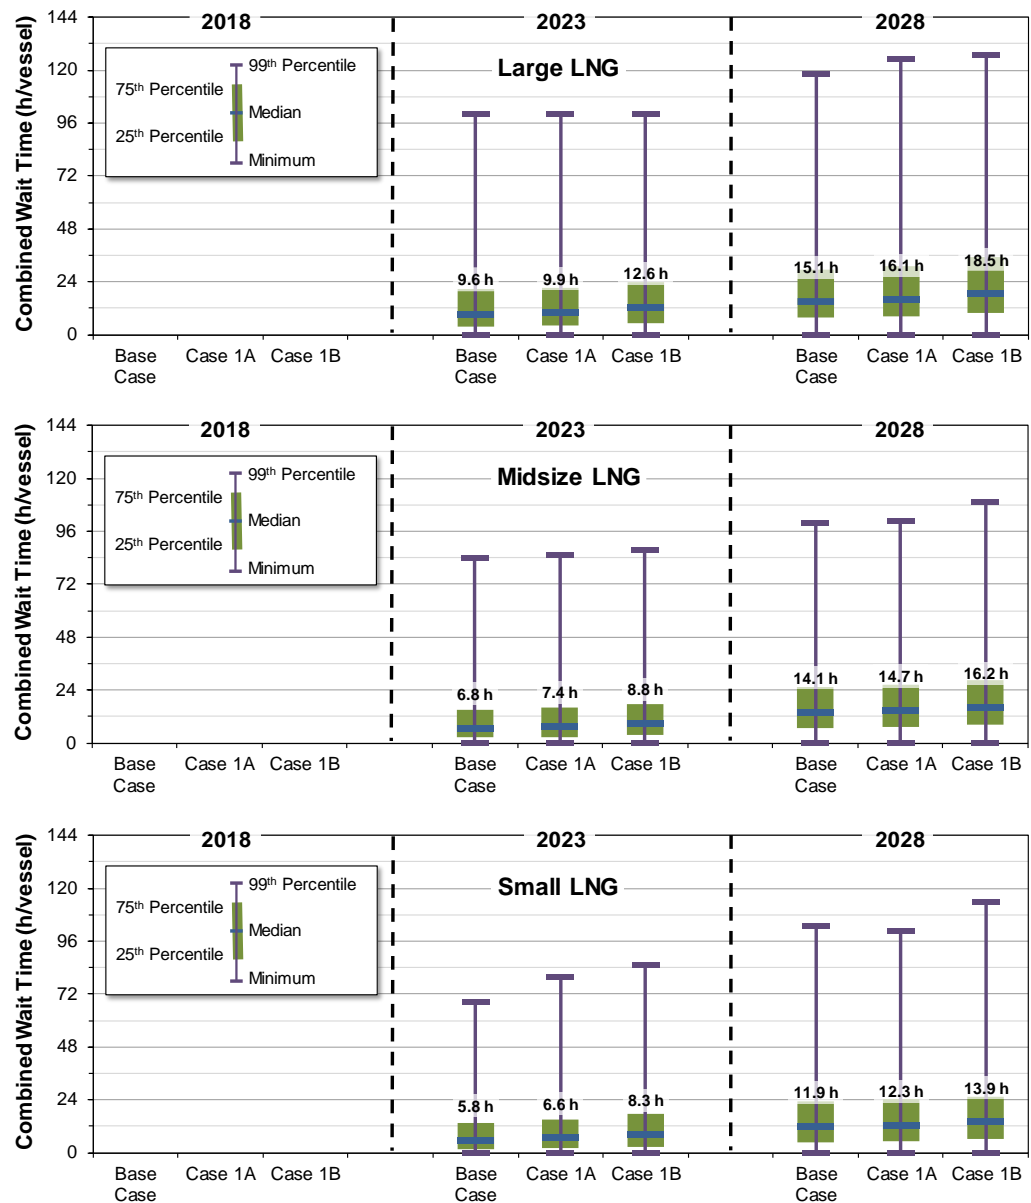 Combined Wait Time (h/vessel)
144
120
96
72
48
24
0
2018
2023
2028
Large LNG
99th Percentile
75th Percentile
Median
25th Percentile
Minimum
9.6 h
9.9 h
12.6 h
15.1 h
16.1 h
18.5 h
Base
Case
Case 1A
Case 1B
Base
Case
Case 1A
Case 1B
Base
Case
Case 1A
Case 1B
Combined Wait Time (h/vessel)
144
120
96
72
48
24
0
2018
2023
2028
Midsize LNG
99th Percentile
75th Percentile
Median
25th Percentile
Minimum
6.8 h
7.4 h
8.8 h
14.1 h
14.7 h
16.2 h
Base
Case
Case 1A
Case 1B
Base
Case
Case 1A
Case 1B
Base
Case
Case 1A
Case 1B
Combined Wait Time (h/vessel)
144
120
96
72
48
24
0
2018
2023
2028
Small LNG
99th Percentile
75th Percentile
Median
25th Percentile
Minimum
5.8 h
6.6 h
8.3 h
11.9 h
12.3 h
13.9 h
Base
Case
Case 1A
Case 1B
Base
Case
Case 1A
Case 1B
Base
Case
Case 1A
Case 1B